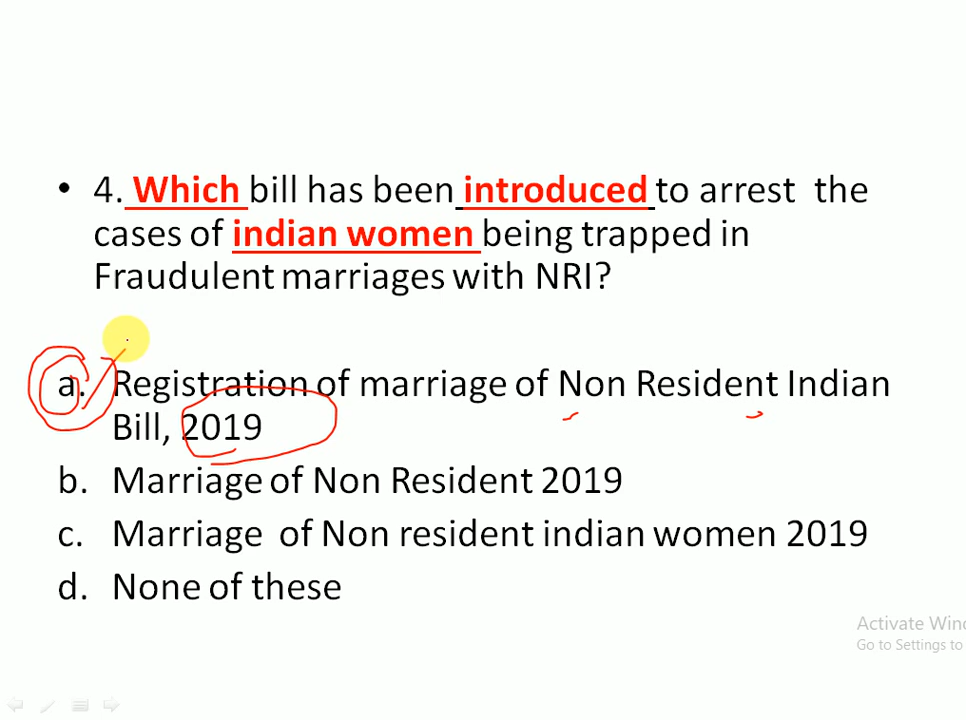 • 4. Which bill has been introduced to arrest the
cases of indian women being trapped in
Fraudulent marriages with NRI?
a. Registration of marriage of Non Resident Indian
Bill, 2019
b. Marriage of Non Resident 2019
c. Marriage of Non resident indian women 2019
d. None of these
Activate Wind
Go to Settings to